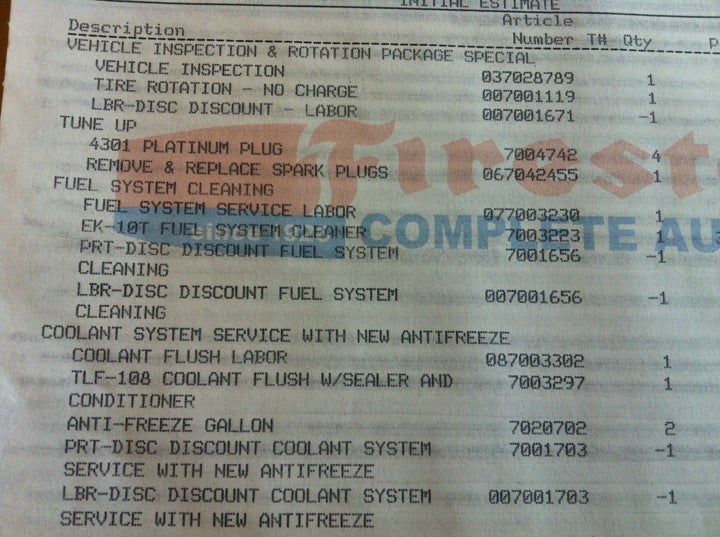 INITIAL ESTIMATE
Article
Description Number T# Qty P
VEHICLE INSPECTION & ROTATION PACKAGE SPECIAL
VEHICLE INSPECTION 037028789 1
TIRE ROTATION - NO CHARGE 007001119 1
LBR-DISC DISCOUNT - LABOR 007001671 -1
TUNE UP
4301 PLATINUM PLUG 7004742 4
REMOVE & REPLACE SPARK PLUGS 067042455 1
FUEL SYSTEM CLEANING
FUEL SYSTEM SERVICE LABOR 077003230 1
EK-10T FUEL SYSTEM CLEANER 7003223 1
PRT-DISC DISCOUNT FUEL SYSTEM 7001656 -1
CLEANING
LBR-DISC DISCOUNT FUEL SYSTEM 007001656 -1
CLEANING
COOLANT SYSTEM SERVICE WITH NEW ANTIFREEZE
COOLANT FLUSH LABOR 087003302 1
TLF-108 COOLANT FLUSH W/SEALER AND 7003297 1
CONDITIONER
ANTI-FREEZE GALLON 7020702 2
PRT-DISC DISCOUNT COOLANT SYSTEM 7001703 -1
SERVICE WITH NEW ANTIFREEZE
LBR-DISC DISCOUNT COOLANT SYSTEM 007001703 -1
SERVICE WITH NEW ANTIFREEZE
Firesto
COMPLETE AU